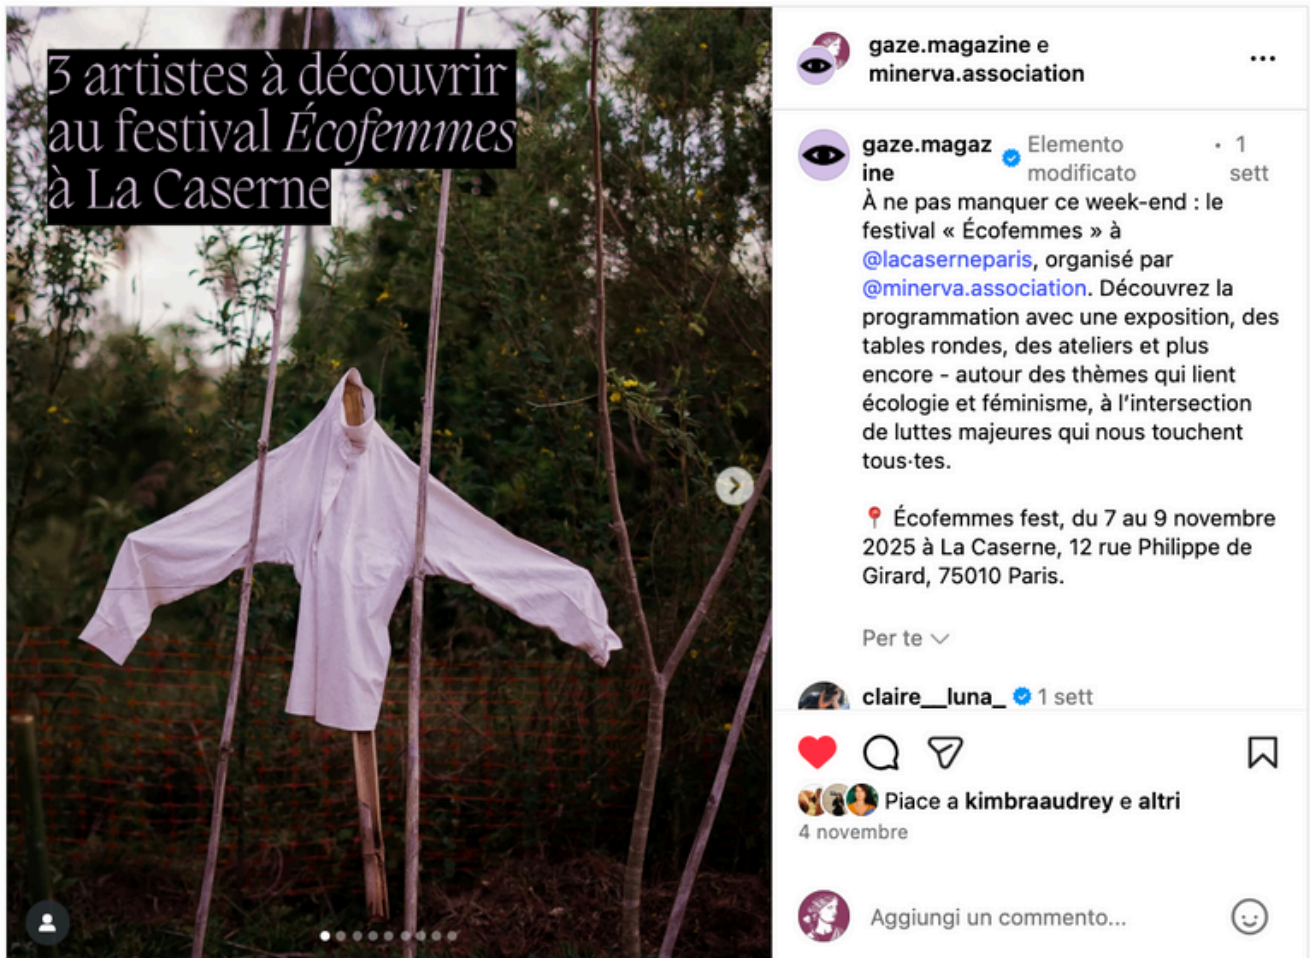 3 artistes à découvrir
au festival Écofemmes
à La Caserne
gaze.magazine e
minerva.association
gaze.magaz
ine
Elemento
modificato
• 1
sett
À ne pas manquer ce week-end : le
festival « Écofemmes » à
@lacaserneparis, organisé par
@minerva.association. Découvrez la
programmation avec une exposition, des
tables rondes, des ateliers et plus
encore - autour des thèmes qui lient
écologie et féminisme, à l'intersection
de luttes majeures qui nous touchent
tous·tes.
📍 Écofemmes fest, du 7 au 9 novembre
2025 à La Caserne, 12 rue Philippe de
Girard, 75010 Paris.
Per te
claire__luna_ 1 sett
Piace a kimbraaudrey e altri
4 novembre
Aggiungi un commento...